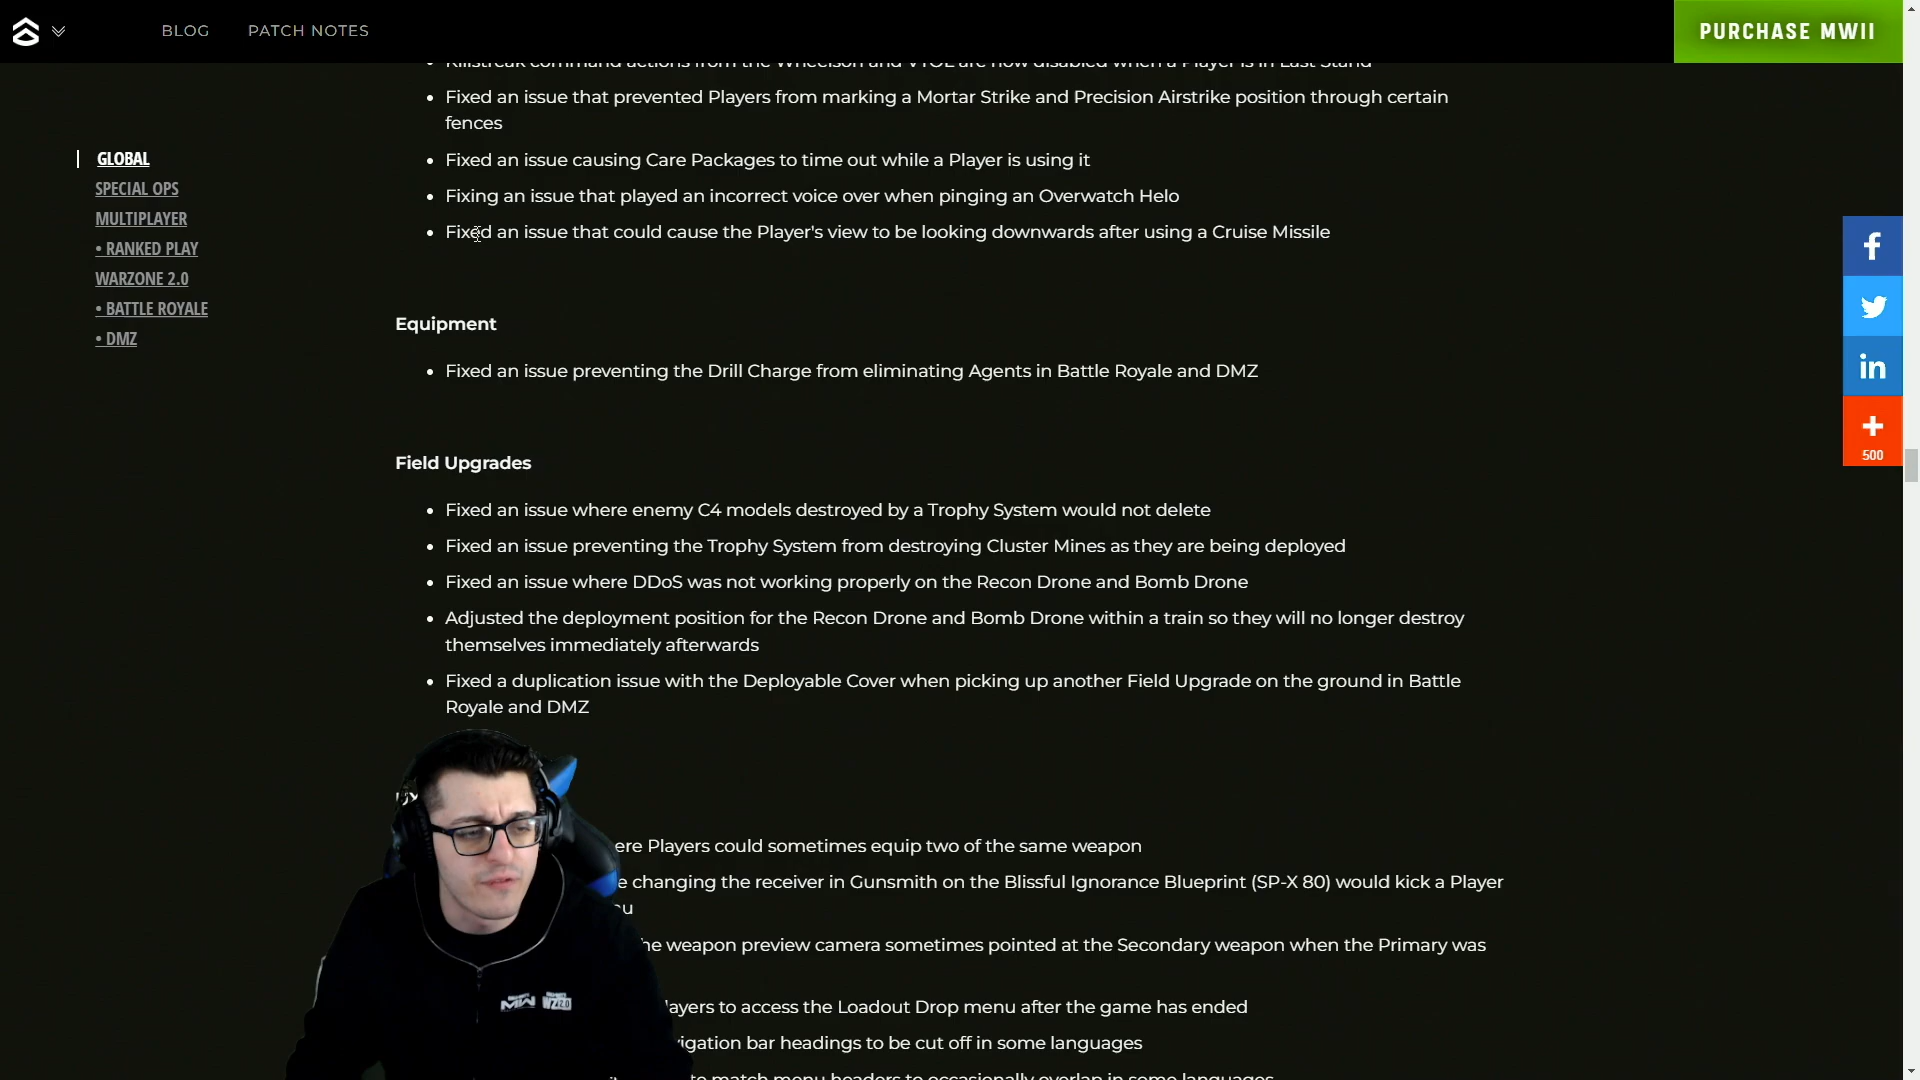 BLOG
PATCH NOTES
PURCHASE MWII
Killstreak command actions from the Wheelson and VTOL are now disabled when a Player is in Last Stand
• Fixed an issue that prevented Players from marking a Mortar Strike and Precision Airstrike position through certain
fences
• Fixed an issue causing Care Packages to time out while a Player is using it
• Fixing an issue that played an incorrect voice over when pinging an Overwatch Helo
• Fixed an issue that could cause the Player's view to be looking downwards after using a Cruise Missile
GLOBAL
SPECIAL OPS
MULTIPLAYER
• RANKED PLAY
WARZONE 2.0
• BATTLE ROYALE
• DMZ
Equipment
• Fixed an issue preventing the Drill Charge from eliminating Agents in Battle Royale and DMZ
Field Upgrades
• Fixed an issue where enemy C4 models destroyed by a Trophy System would not delete
• Fixed an issue preventing the Trophy System from destroying Cluster Mines as they are being deployed
• Fixed an issue where DDoS was not working properly on the Recon Drone and Bomb Drone
• Adjusted the deployment position for the Recon Drone and Bomb Drone within a train so they will no longer destroy
themselves immediately afterwards
• Fixed a duplication issue with the Deployable Cover when picking up another Field Upgrade on the ground in Battle
Royale and DMZ
Players could sometimes equip two of the same weapon
changing the receiver in Gunsmith on the Blissful Ignorance Blueprint (SP-X 80) would kick a Player
weapon preview camera sometimes pointed at the Secondary weapon when the Primary was
to access the Loadout Drop menu after the game has ended
bar headings to be cut off in some languages
match menu headers to occasionally overlap in some languages
f
in
+
500
MW
WZ2.0